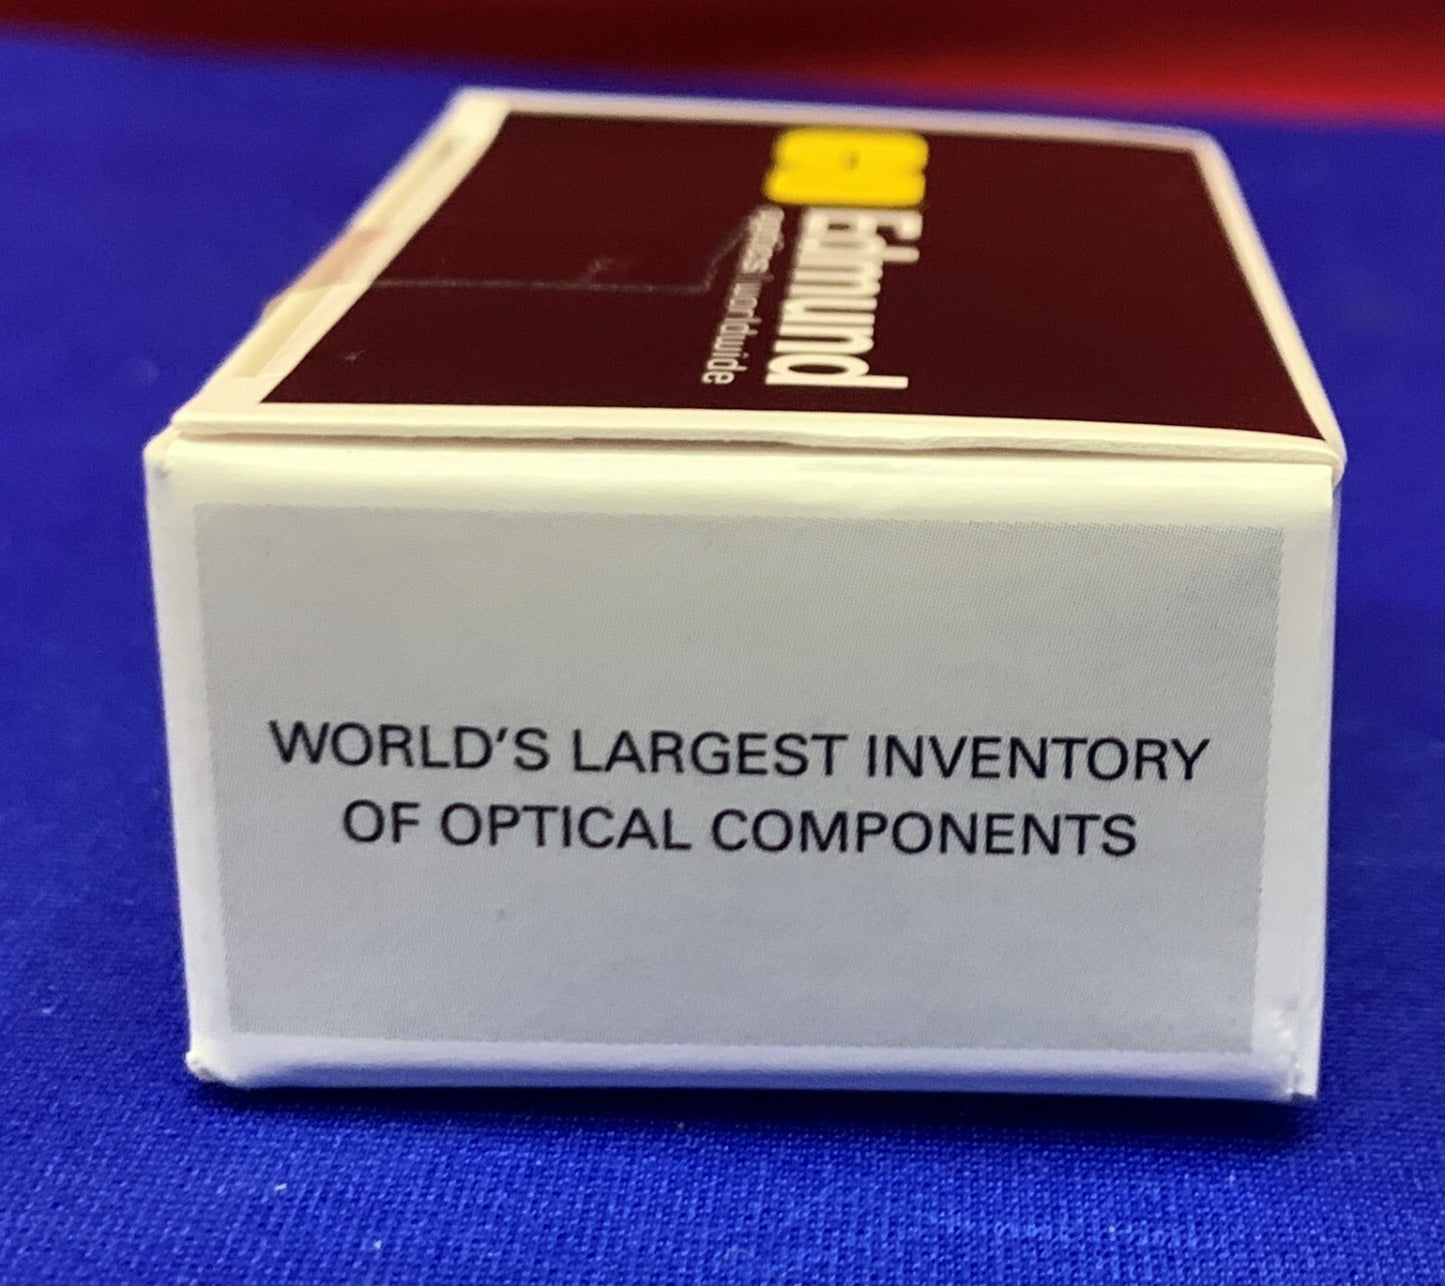 Edmund
optics | worldwide
WORLD'S LARGEST INVENTORY
OF OPTICAL COMPONENTS